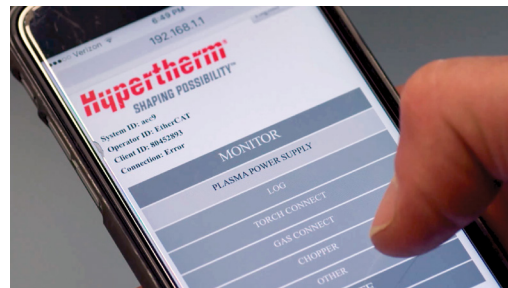 Verizon 6:49 PM
192.168.1.1
Hypertherm®
SHAPING POSSIBILITY™
System ID: acc9
Operator ID: EtherCAT
Client ID: 80452893
Connection: Error
MONITOR
PLASMA POWER SUPPLY
LOG
TORCH CONNECT
GAS CONNECT
CHOPPER
OTHER